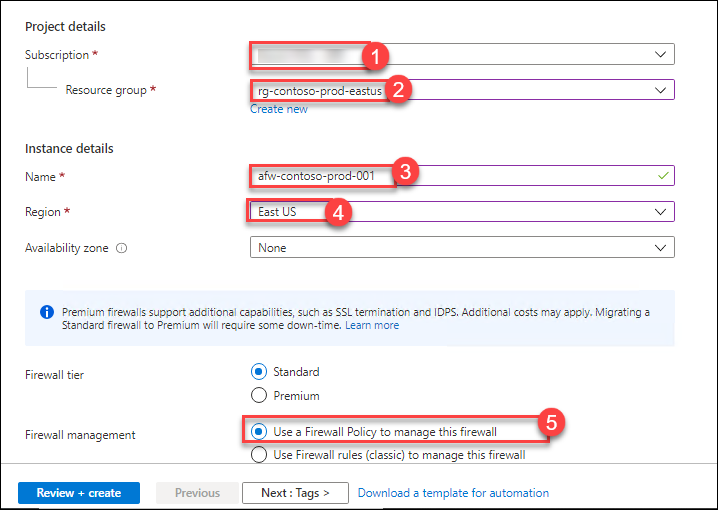 Project details
Subscription *
1
Resource group *
rg-contoso-prod-eastus
2
Create new
Instance details
Name *
afw-contoso-prod-001
3
Region *
East US
4
Availability zone
None
Premium firewalls support additional capabilities, such as SSL termination and IDPS. Additional costs may apply. Migrating a
Standard firewall to Premium will require some down-time. Learn more
Firewall tier
Standard
Premium
Firewall management
Use a Firewall Policy to manage this firewall
5
Use Firewall rules (classic) to manage this firewall
Review + create
Previous
Next : Tags >
Download a template for automation